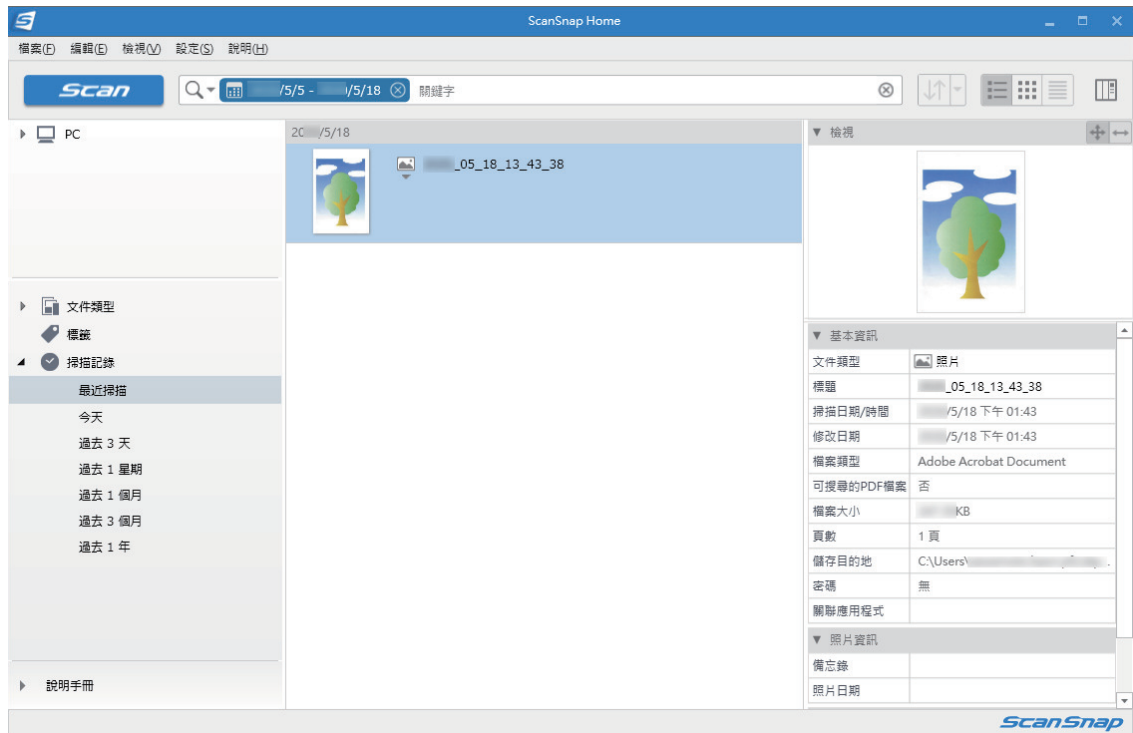 ScanSnap Home
檔案(F) 編輯(E) 檢視(V) 設定(S) 說明(H)
Scan
/5/5 - /5/18
關鍵字
PC
文件類型
標籤
掃描記錄
最近掃描
今天
過去 3 天
過去 1 星期
過去 1 個月
過去 3 個月
過去 1 年
說明手冊
20 /5/18
_05_18_13_43_38
檢視
基本資訊
文件類型 照片
標題 _05_18_13_43_38
掃描日期/時間 /5/18 下午 01:43
修改日期 /5/18 下午 01:43
檔案類型 Adobe Acrobat Document
可搜尋的PDF檔案 否
檔案大小 KB
頁數 1 頁
儲存目的地 C:\Users\
密碼 無
關聯應用程式
照片資訊
備忘錄
照片日期
ScanSnap